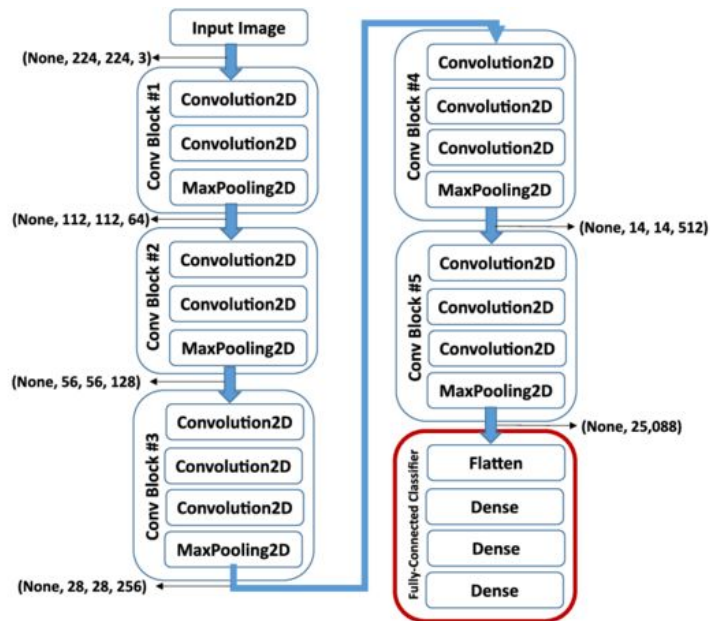 Input Image
(None, 224, 224, 3)
Conv Block #1
Convolution2D
Convolution2D
MaxPooling2D
(None, 112, 112, 64)
Conv Block #2
Convolution2D
Convolution2D
MaxPooling2D
(None, 56, 56, 128)
Conv Block #3
Convolution2D
Convolution2D
Convolution2D
MaxPooling2D
(None, 28, 28, 256)
Conv Block #4
Convolution2D
Convolution2D
Convolution2D
MaxPooling2D
(None, 14, 14, 512)
Conv Block #5
Convolution2D
Convolution2D
Convolution2D
MaxPooling2D
(None, 25,088)
Fully-Connected Classifier
Flatten
Dense
Dense
Dense